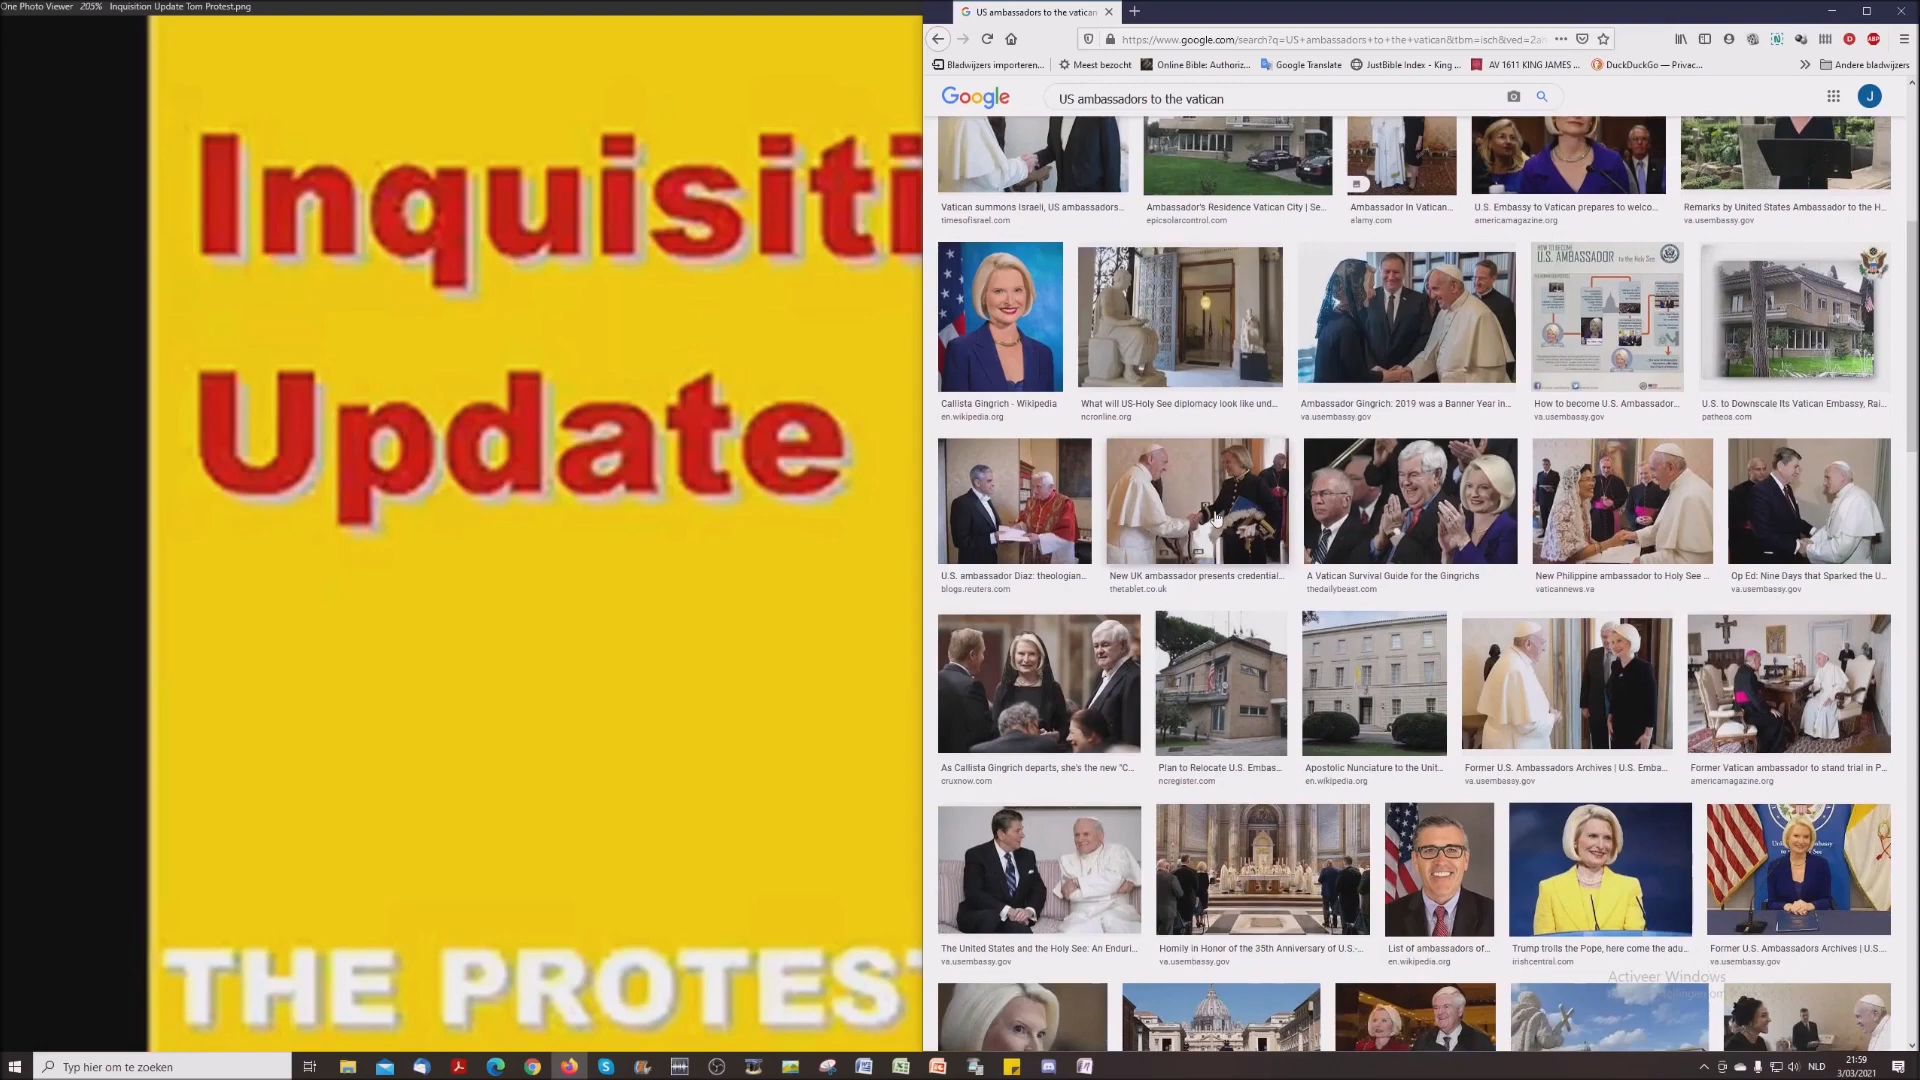 One Photo Viewer 205% Inquisition Update Tom Protest.png
Inquisiti
Update
THE PROTEST
US ambassadors to the vatican
https://www.google.com/search?q=US+ambassadors+to+the+vatican&tbm=isch&ved=2a
Bladwijzers importeren... Meest bezocht Online Bible: Authoriz... Google Translate JustBible Index - King ... AV 1611 KING JAMES ... DuckDuckGo — Privac... Andere bladwijzers
Google US ambassadors to the vatican J
Vatican summons Israeli, US ambassadors... Ambassador's Residence Vatican City | Se... Ambassador In Vatican... U.S. Embassy to Vatican prepares to welco... Remarks by United States Ambassador to the H...
timesofisrael.com epicsolarcontrol.com alamy.com americamagazine.org va.usembassy.gov
HOW TO BECOME
U.S. AMBASSADOR to the Holy See
Callista Gingrich - Wikipedia What will US-Holy See diplomacy look like und... Ambassador Gingrich: 2019 was a Banner Year in... How to become U.S. Ambassador... U.S. to Downscale Its Vatican Embassy, Rai...
en.wikipedia.org ncronline.org va.usembassy.gov va.usembassy.gov patheos.com
U.S. ambassador Diaz: theologian... New UK ambassador presents credential... A Vatican Survival Guide for the Gingrichs New Philippine ambassador to Holy See ... Op Ed: Nine Days that Sparked the U...
blogs.reuters.com thetablet.co.uk thedailybeast.com vaticannews.va va.usembassy.gov
As Callista Gingrich departs, she's the new "C... Plan to Relocate U.S. Embas... Apostolic Nunciature to the Unit... Former U.S. Ambassadors Archives | U.S. Emba... Former Vatican ambassador to stand trial in P...
cruxnow.com ncregister.com en.wikipedia.org va.usembassy.gov americamagazine.org
The United States and the Holy See: An Enduri... Homily in Honor of the 35th Anniversary of U.S.-... List of ambassadors of... Trump trolls the Pope, here come the adu... Former U.S. Ambassadors Archives | U.S....
va.usembassy.gov va.usembassy.gov en.wikipedia.org irishcentral.com va.usembassy.gov
Activeer Windows
Typ hier om te zoeken NLD 21:59
3/03/2021